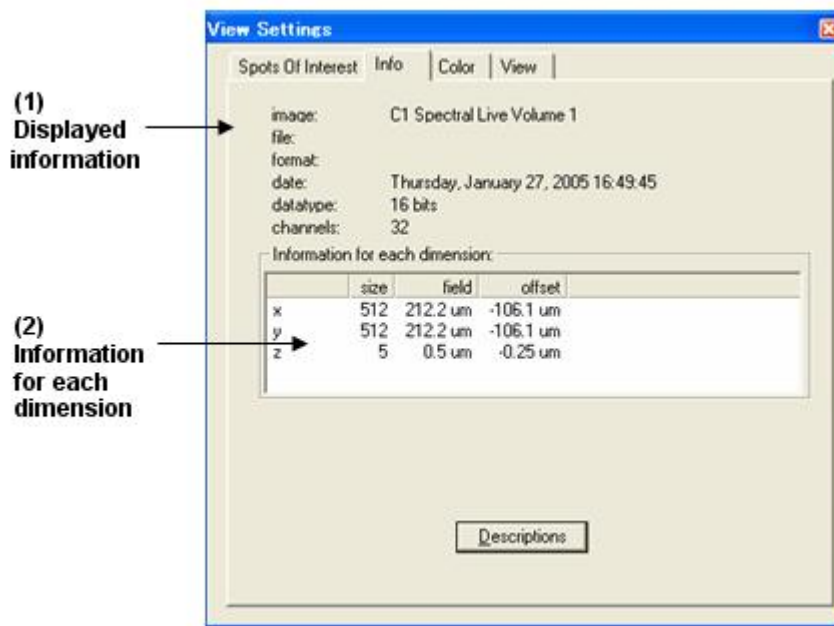 View Settings
Spots Of Interest Info Color View
(1)
Displayed
information
image: C1 Spectral Live Volume 1
file:
format:
date: Thursday, January 27, 2005 16:49:45
datatype: 16 bits
channels: 32
Information for each dimension:
size field offset
x 512 212.2 um -106.1 um
y 512 212.2 um -106.1 um
z 5 0.5 um -0.25 um
(2)
Information
for each
dimension
Descriptions